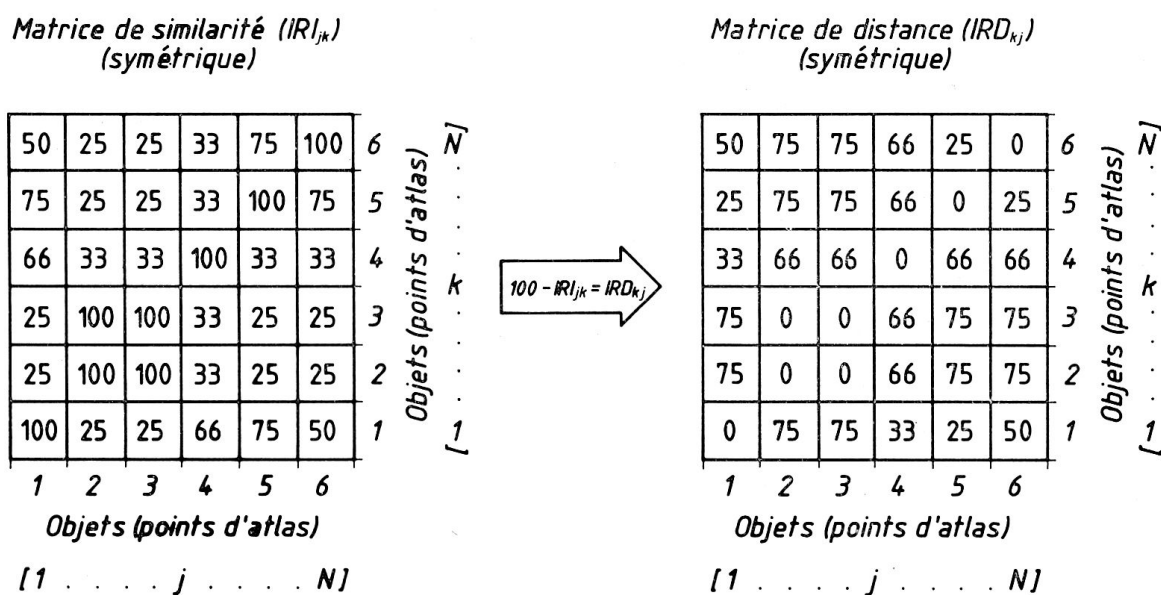 Matrice de similarité (IRI_jk)
(symétrique)
50 25 25 33 75 100 6
75 25 25 33 100 75 5
66 33 33 100 33 33 4
25 100 100 33 25 25 3
25 100 100 33 25 25 2
100 25 25 66 75 50 1
1 2 3 4 5 6
Objets (points d'atlas)
[1 . . . . j . . . . N]
Objets (points d'atlas)
[1 . . . . k . . . . N]
100 - IRI_jk = IRD_kj
Matrice de distance (IRD_kj)
(symétrique)
50 75 75 66 25 0 6
25 75 75 66 0 25 5
33 66 66 0 66 66 4
75 0 0 66 75 75 3
75 0 0 66 75 75 2
0 75 75 33 25 50 1
1 2 3 4 5 6
Objets (points d'atlas)
[1 . . . . j . . . . N]
Objets (points d'atlas)
[1 . . . . k . . . . N]